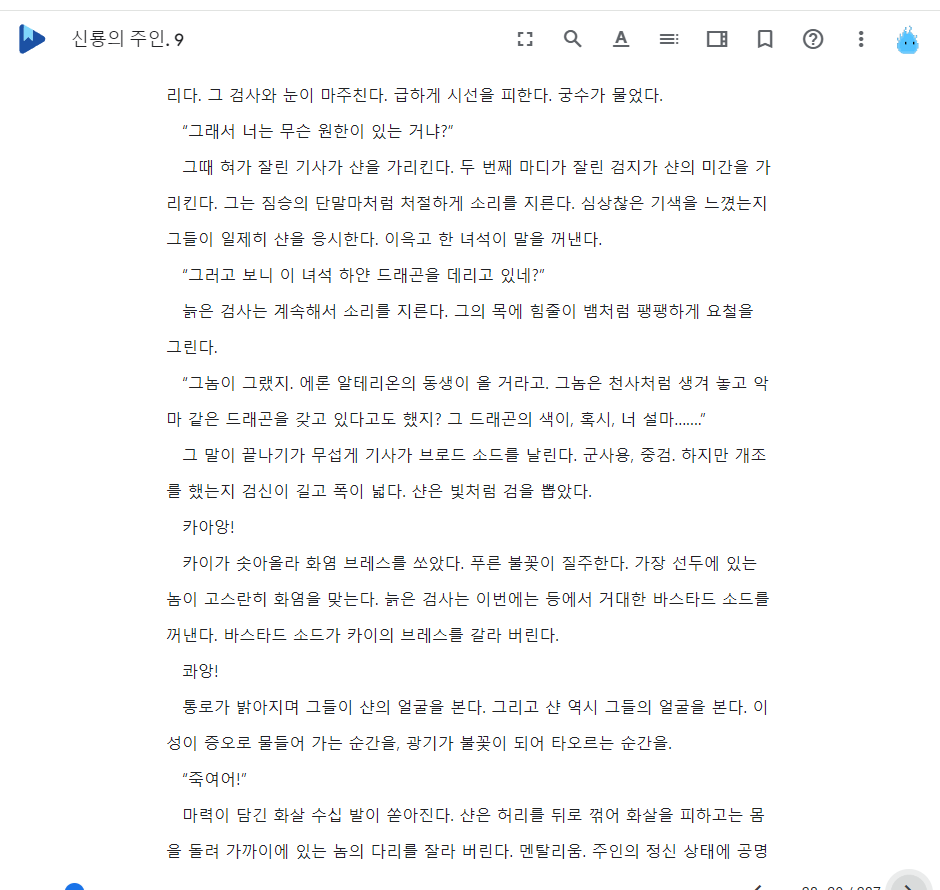 신룡의 주인. 9
리다. 그 검사와 눈이 마주친다. 급하게 시선을 피한다. 궁수가 물었다.
“그래서 너는 무슨 원한이 있는 거냐?”
그때 혀가 잘린 기사가 샨을 가리킨다. 두 번째 마디가 잘린 검지가 샨의 미간을 가
리킨다. 그는 짐승의 단말마처럼 처절하게 소리를 지른다. 심상찮은 기색을 느꼈는지
그들이 일제히 샨을 응시한다. 이윽고 한 녀석이 말을 꺼낸다.
“그러고 보니 이 녀석 하얀 드래곤을 데리고 있네?”
늙은 검사는 계속해서 소리를 지른다. 그의 목에 힘줄이 뱀처럼 팽팽하게 요철을
그린다.
“그놈이 그랬지. 에론 알테리온의 동생이 올 거라고. 그놈은 천사처럼 생겨 놓고 악
마 같은 드래곤을 갖고 있다고도 했지? 그 드래곤의 색이, 혹시, 너 설마…….”
그 말이 끝나기가 무섭게 기사가 브로드 소드를 날린다. 군사용, 중검. 하지만 개조
를 했는지 검신이 길고 폭이 넓다. 샨은 빛처럼 검을 뽑았다.
카아앙!
카이가 솟아올라 화염 브레스를 쏘았다. 푸른 불꽃이 질주한다. 가장 선두에 있는
놈이 고스란히 화염을 맞는다. 늙은 검사는 이번에는 등에서 거대한 바스타드 소드를
꺼낸다. 바스타드 소드가 카이의 브레스를 갈라 버린다.
콰앙!
통로가 밝아지며 그들이 샨의 얼굴을 본다. 그리고 샨 역시 그들의 얼굴을 본다. 이
성이 증오로 물들어 가는 순간을, 광기가 불꽃이 되어 타오르는 순간을.
“죽여어!”
마력이 담긴 화살 수십 발이 쏟아진다. 샨은 허리를 뒤로 꺾어 화살을 피하고는 몸
을 돌려 가까이에 있는 놈의 다리를 잘라 버린다. 멘탈리움. 주인의 정신 상태에 공명